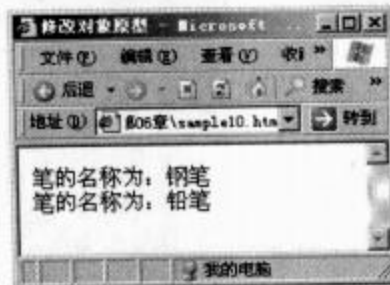 修改对象原型 - Microsoft ...
文件(F) 编辑(E) 查看(V) 收 »
后退 搜索 »
地址(D) 第06章\sample10.htm 转到
笔的名称为：钢笔
笔的名称为：铅笔
我的电脑